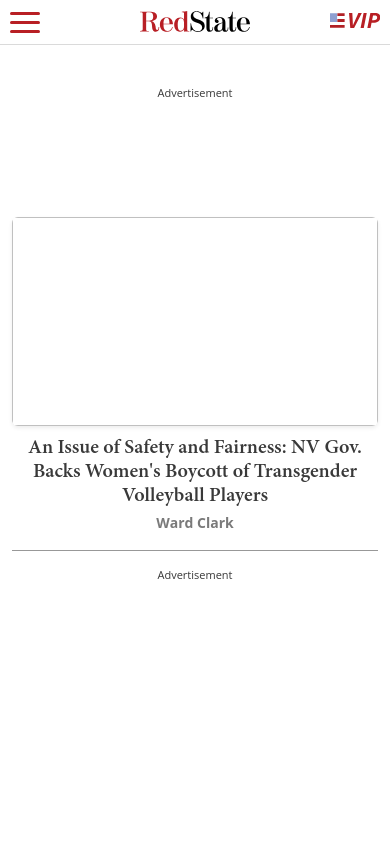 RedState
VIP
Advertisement
An Issue of Safety and Fairness: NV Gov.
Backs Women's Boycott of Transgender
Volleyball Players
Ward Clark
Advertisement